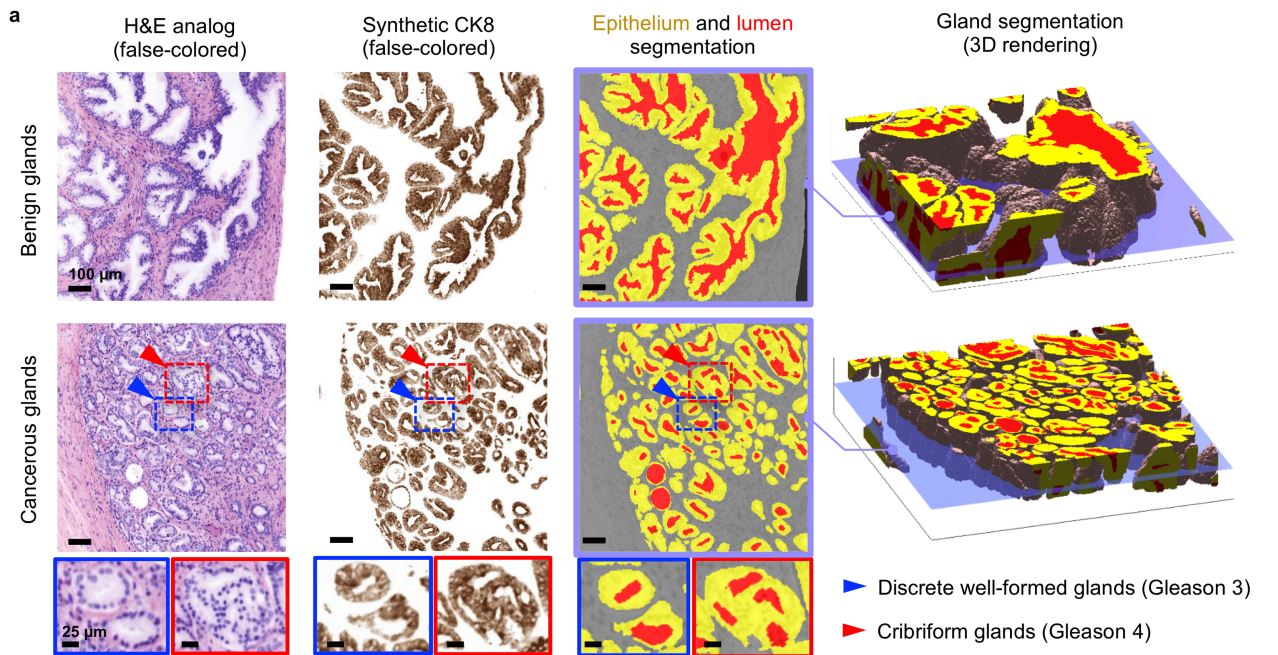 a
H&E analog
(false-colored)
Synthetic CK8
(false-colored)
Epithelium and lumen
segmentation
Gland segmentation
(3D rendering)
Benign glands
100 µm
Cancerous glands
25 µm
Discrete well-formed glands (Gleason 3)
Cribriform glands (Gleason 4)